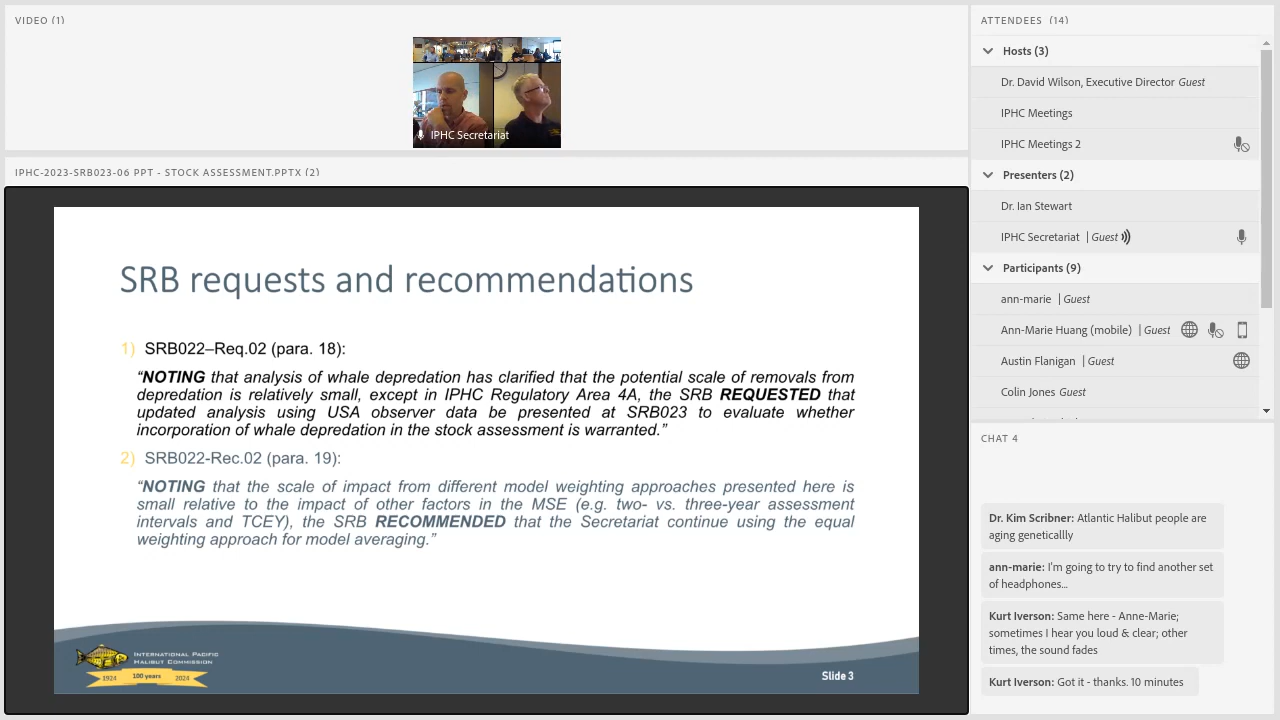 VIDEO (1)
IPHC Secretariat
IPHC-2023-SRB023-06 PPT - STOCK ASSESSMENT.PPTX (2)
SRB requests and recommendations
1) SRB022–Req.02 (para. 18):
“NOTING that analysis of whale depredation has clarified that the potential scale of removals from
depredation is relatively small, except in IPHC Regulatory Area 4A, the SRB REQUESTED that
updated analysis using USA observer data be presented at SRB023 to evaluate whether
incorporation of whale depredation in the stock assessment is warranted.”
2) SRB022-Rec.02 (para. 19):
“NOTING that the scale of impact from different model weighting approaches presented here is
small relative to the impact of other factors in the MSE (e.g. two- vs. three-year assessment
intervals and TCEY), the SRB RECOMMENDED that the Secretariat continue using the equal
weighting approach for model averaging.”
INTERNATIONAL PACIFIC
HALIBUT COMMISSION
1924 100 years 2024
Slide 3
ATTENDEES (14)
Hosts (3)
Dr. David Wilson, Executive Director Guest
IPHC Meetings
IPHC Meetings 2
Presenters (2)
Dr. Ian Stewart
IPHC Secretariat | Guest
Participants (9)
ann-marie | Guest
Ann-Marie Huang (mobile) | Guest
Austin Flanigan | Guest
Colin Jones Guest
CHAT 4
Dr. Kim Scribner: Atlantic Halibut people are
aging geneticallly
ann-marie: I'm going to try to find another set
of headphones...
Kurt Iverson: Same here - Anne-Marie;
sometimes I hear you loud & clear; other
times, the sound fades
Kurt Iverson: Got it - thanks. 10 minutes